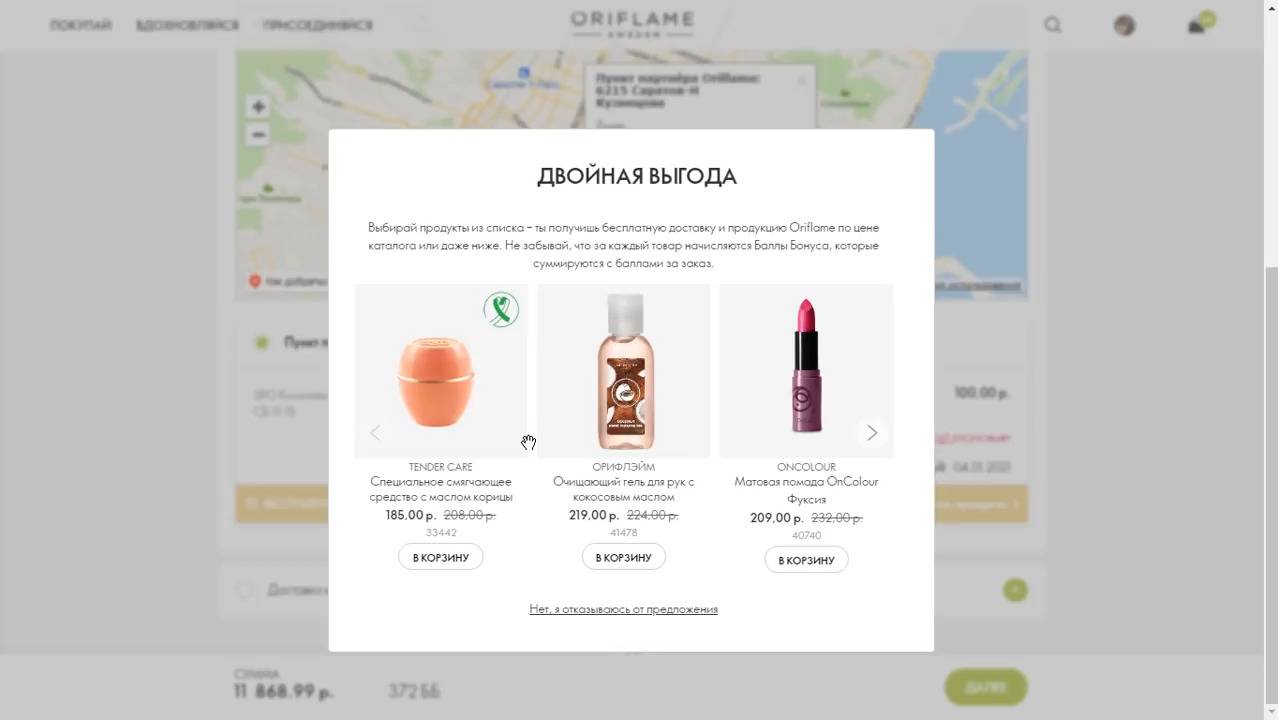 ПОКУПАЙ ВДОХНОВЛЯЙСЯ ПРИСОЕДИНЯЙСЯ
ORIFLAME
SWEDEN
Пункт партнёра Oriflame:
6215 Саратов-Н
Кузнецова
ДВОЙНАЯ ВЫГОДА
Выбирай продукты из списка – ты получишь бесплатную доставку и продукцию Oriflame по цене
каталога или даже ниже. Не забывай, что за каждый товар начисляются Баллы Бонуса, которые
суммируются с баллами за заказ.
TENDER CARE
Специальное смягчающее
средство с маслом корицы
185,00 р. 208,00 р.
33442
В КОРЗИНУ
ОРИФЛЭЙМ
Очищающий гель для рук с
кокосовым маслом
219,00 р. 224,00 р.
41478
В КОРЗИНУ
ONCOLOUR
Матовая помада OnColour
Фуксия
209,00 р. 232,00 р.
40740
В КОРЗИНУ
Нет, я отказываюсь от предложения
100.00 р.
04.01.2021
Доставка
СУММА
11 868.99 р. 372 ББ
ДАЛЕЕ